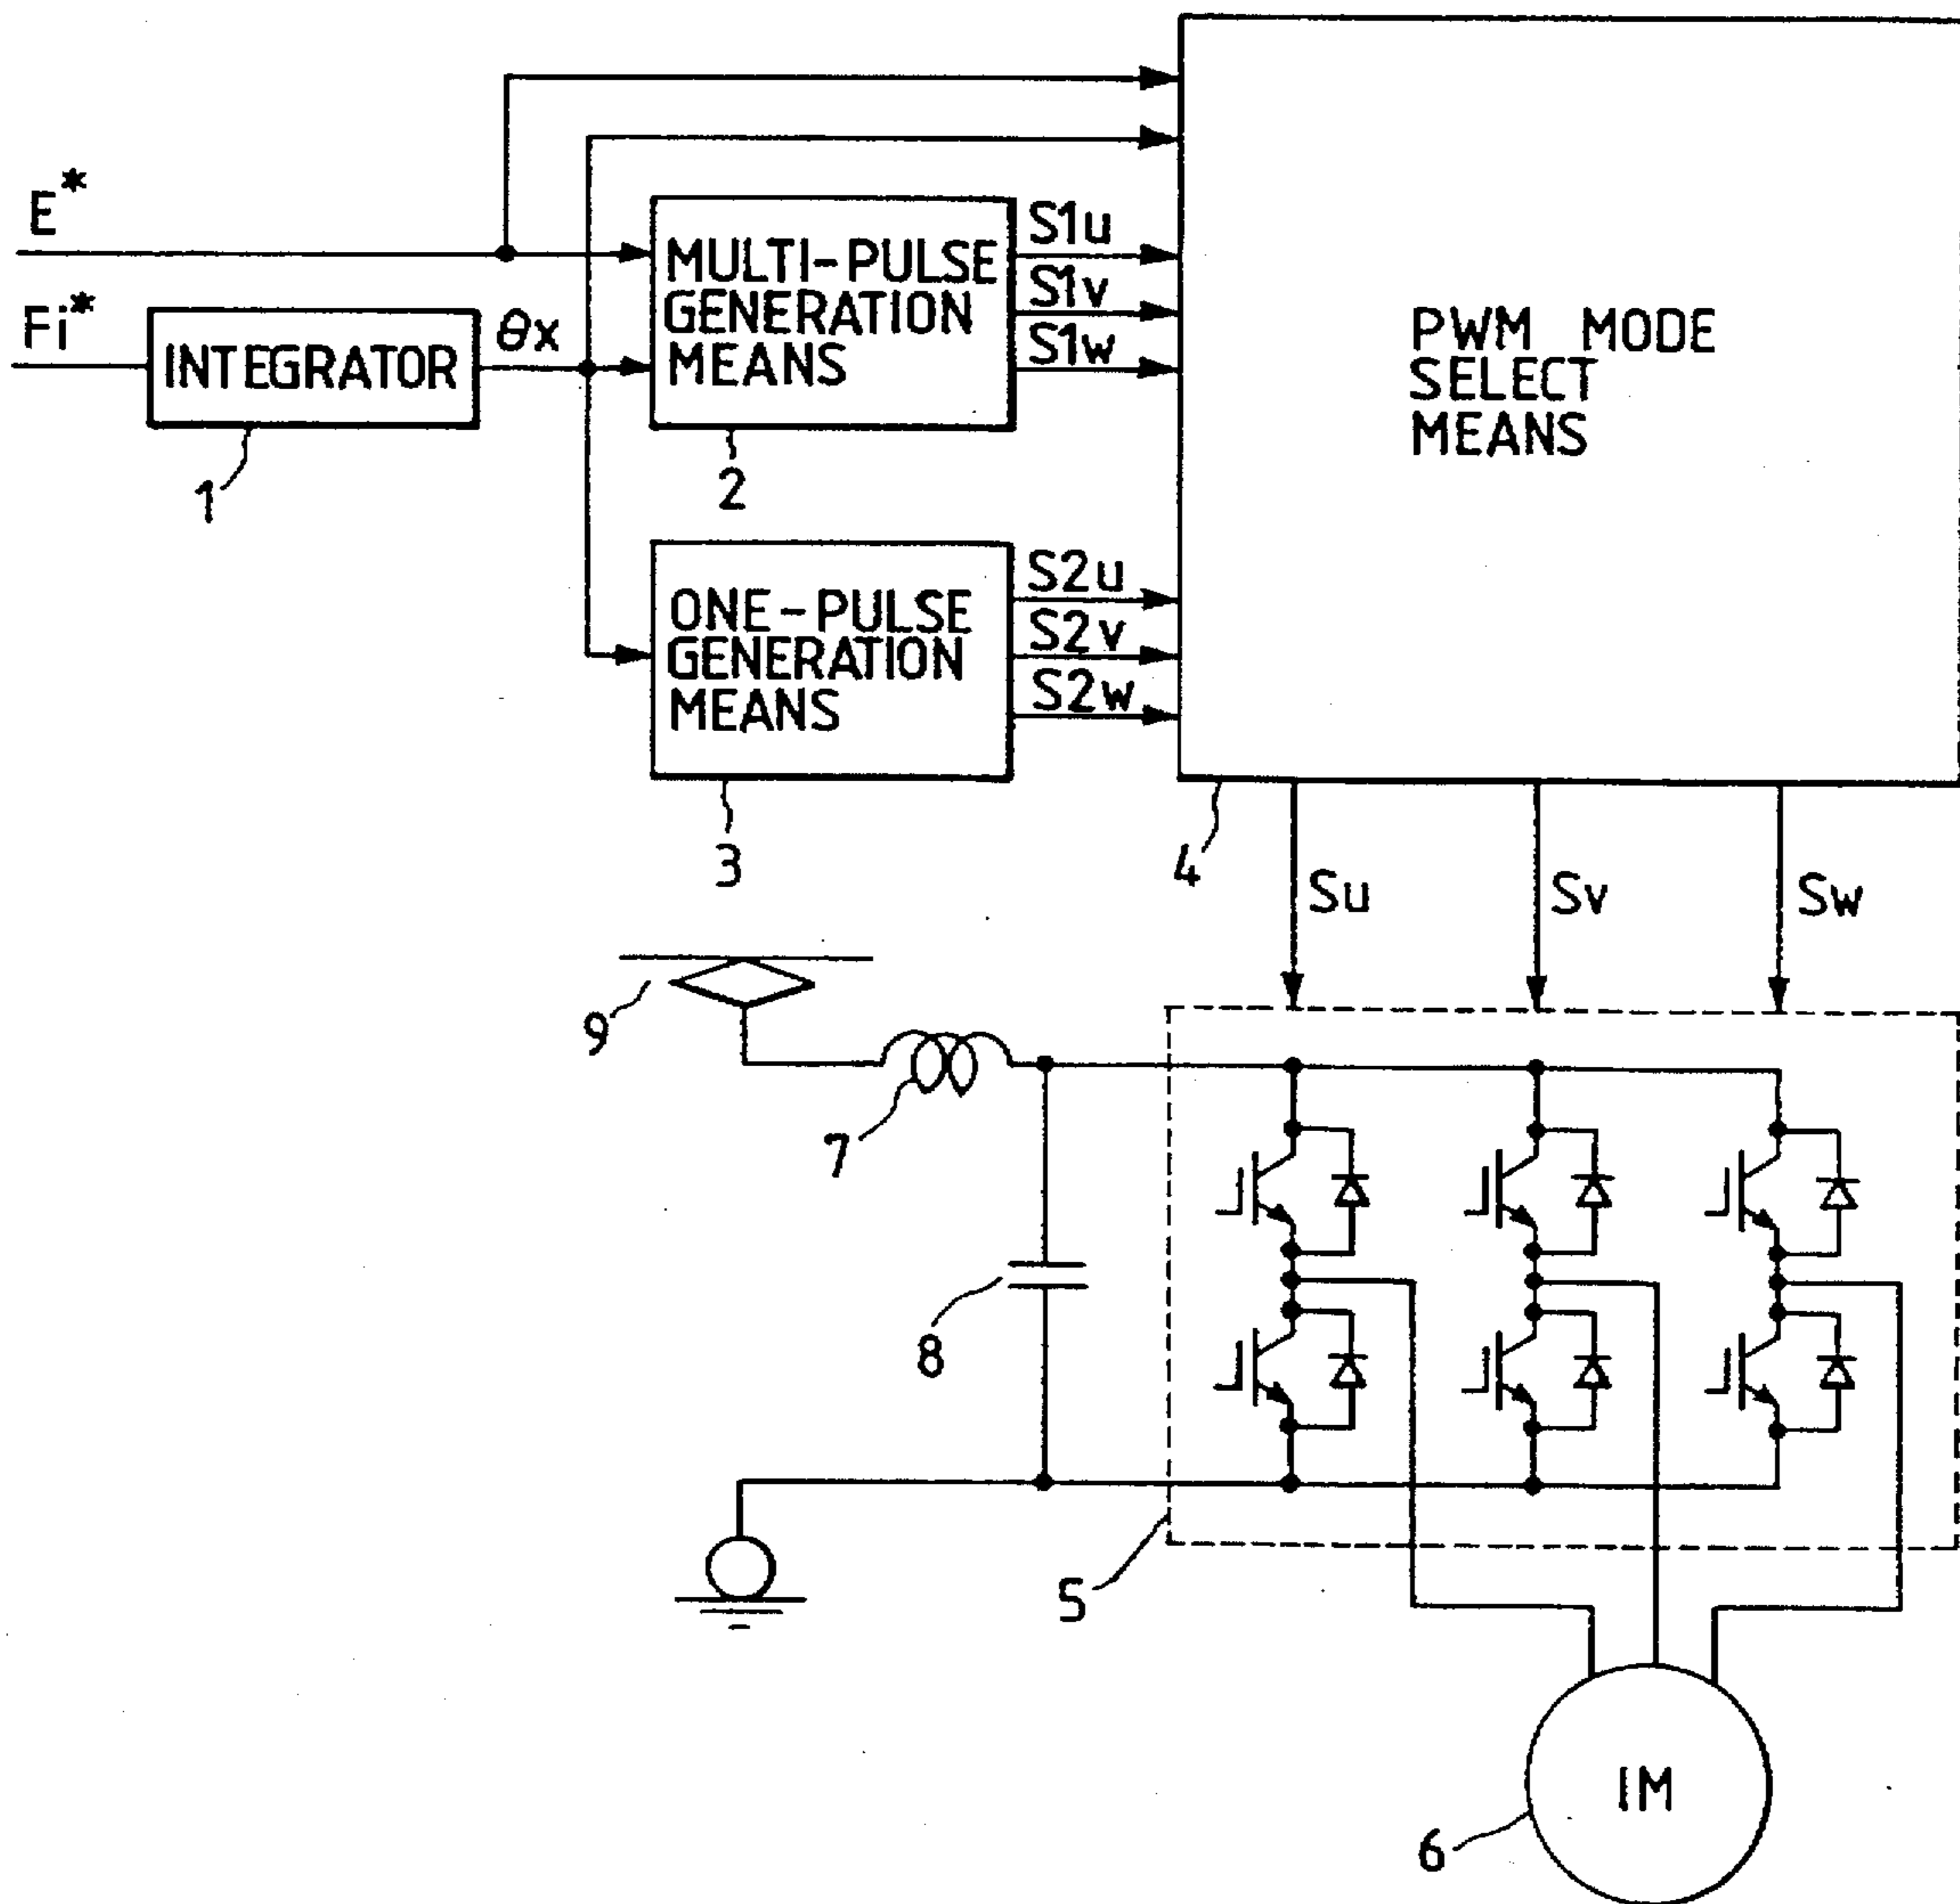 E*
Fi*
INTEGRATOR
θx
1
MULTI-PULSE
GENERATION
MEANS
2
S1u
S1v
S1w
ONE-PULSE
GENERATION
MEANS
3
S2u
S2v
S2w
PWM MODE
SELECT
MEANS
4
Su
Sv
Sw
9
7
8
5
IM
6